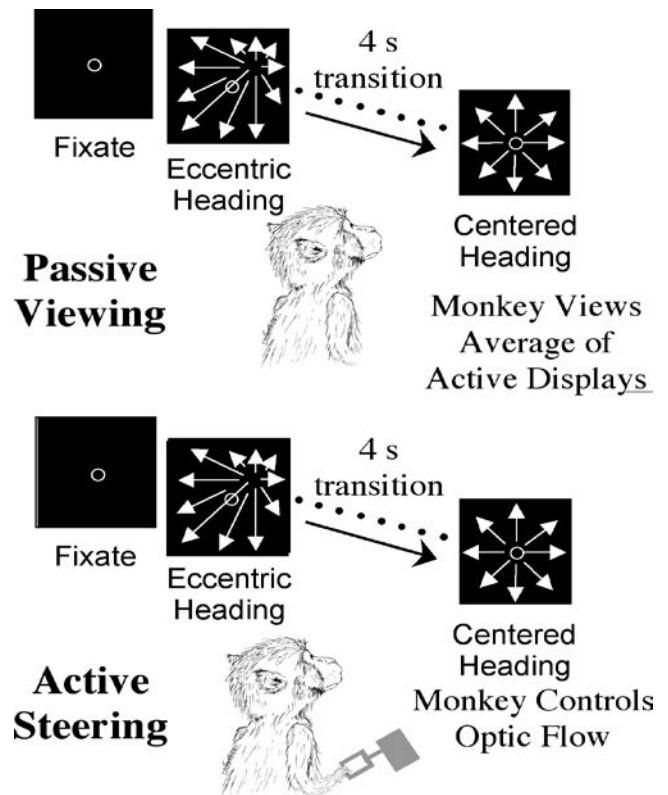 4 s
transition
Fixate
Eccentric
Heading
Centered
Heading
Passive
Viewing
Monkey Views
Average of
Active Displays
4 s
transition
Fixate
Eccentric
Heading
Centered
Heading
Active
Steering
Monkey Controls
Optic Flow